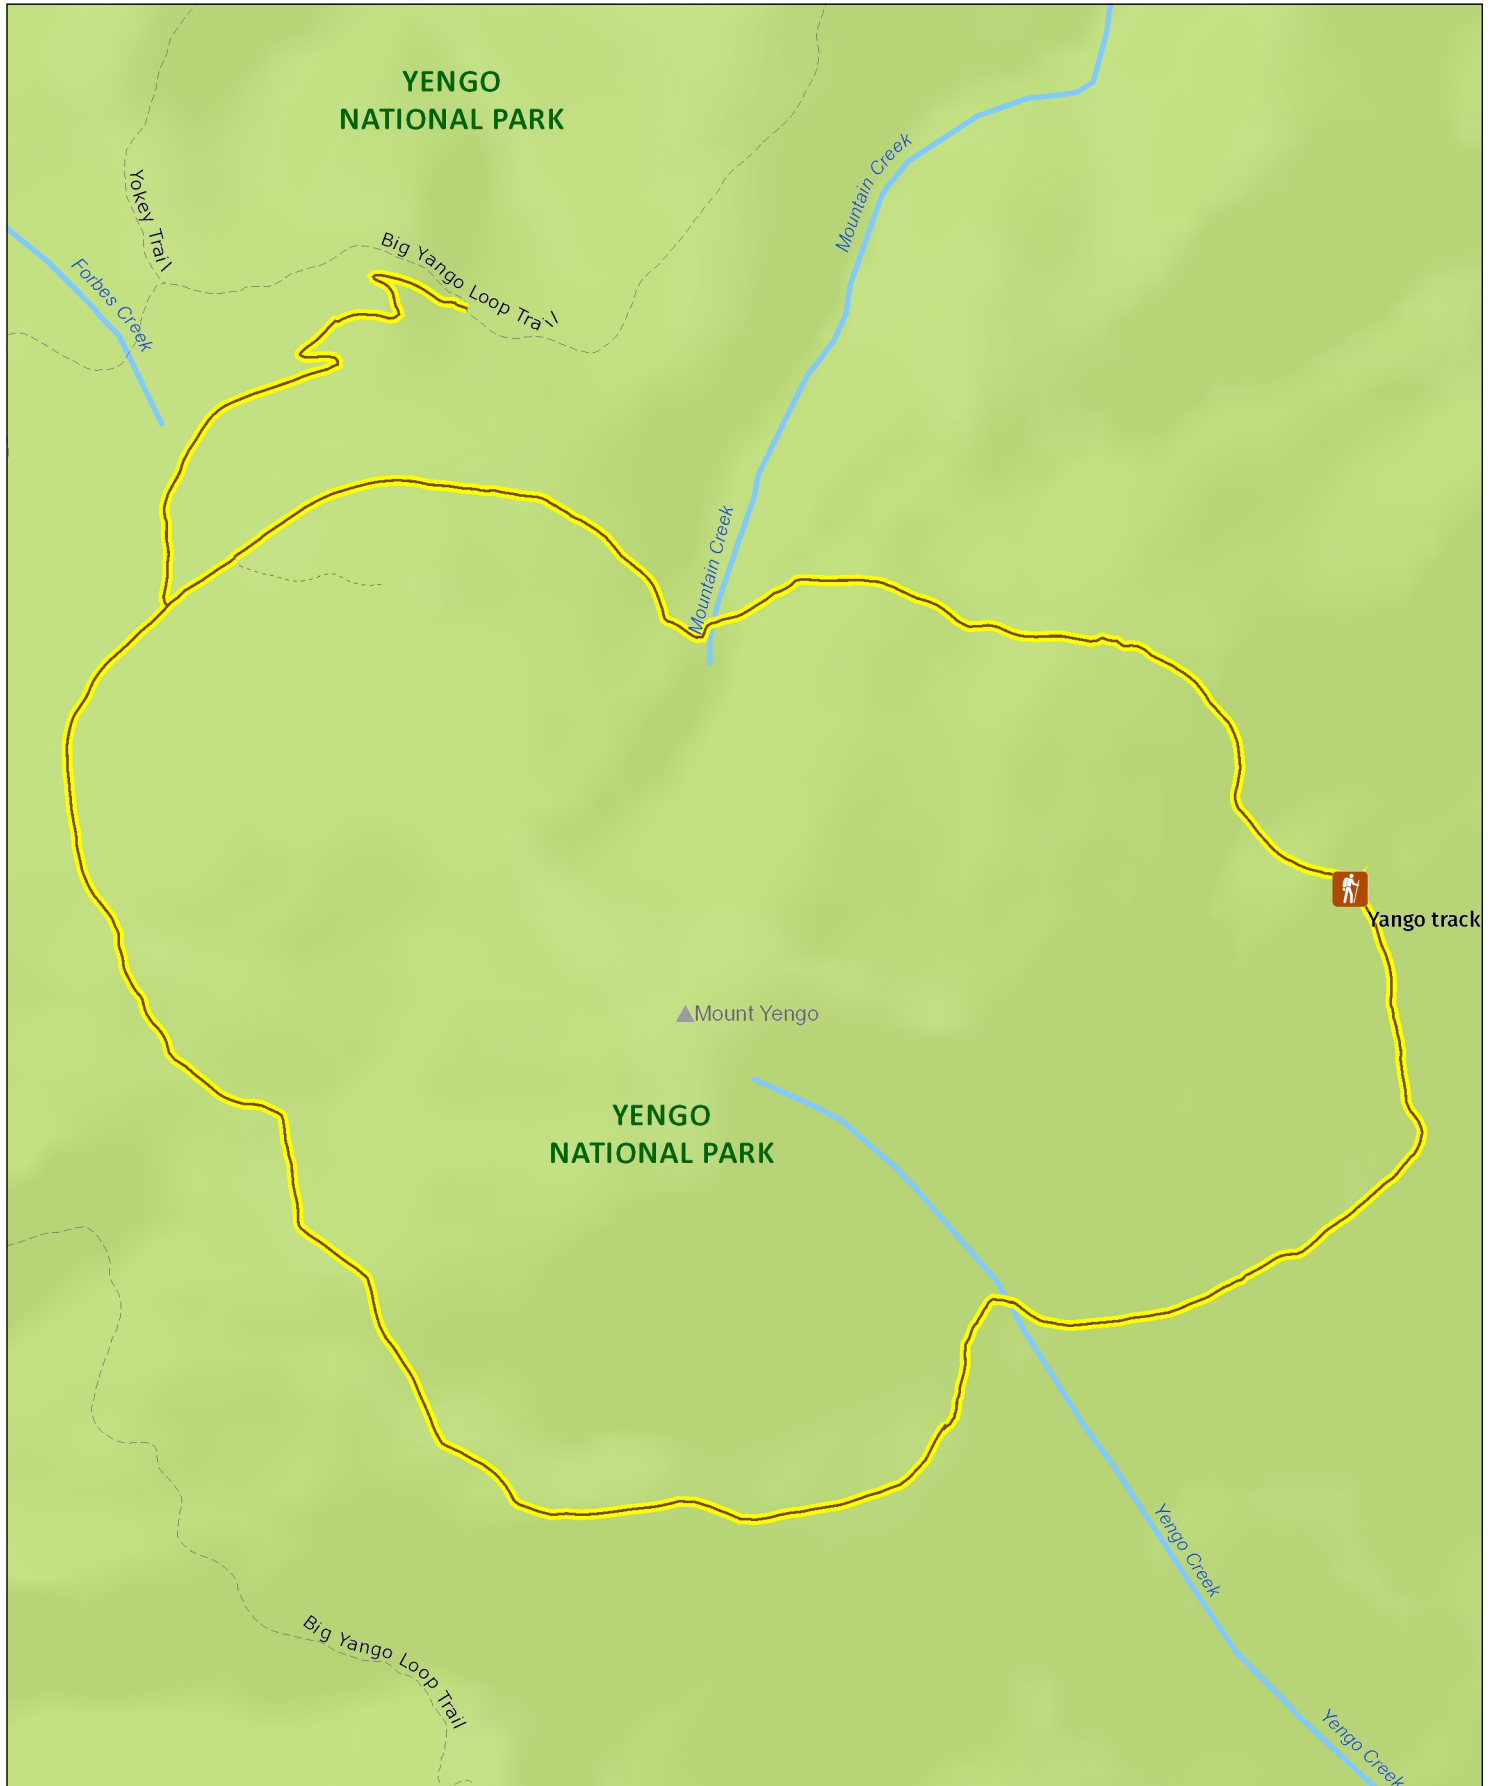 YENGO
NATIONAL PARK
Mountain Creek
Yokey Trail
Big Yango Loop Trail
Forbes Creek
Mountain Creek
Yango track
Mount Yengo
YENGO
NATIONAL PARK
Yengo Creek
Big Yango Loop Trail
Yengo Creek